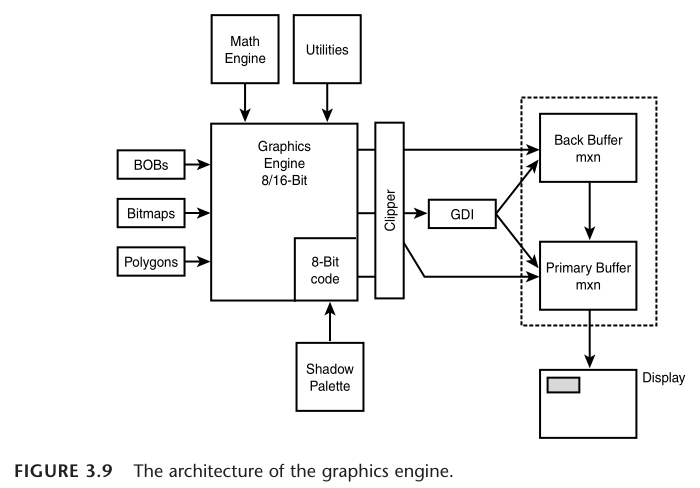 Math
Engine
Utilities
Graphics
Engine
8/16-Bit
BOBs
Bitmaps
Polygons
8-Bit
code
Clipper
GDI
Back Buffer
mxn
Primary Buffer
mxn
Shadow
Palette
Display
FIGURE 3.9 The architecture of the graphics engine.